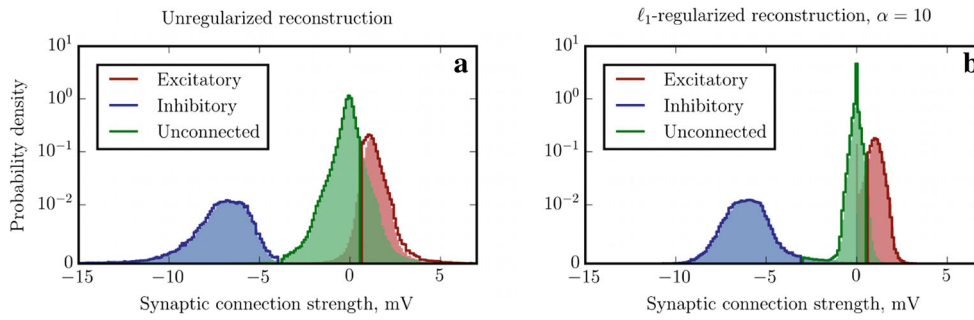 Unregularized reconstruction
10¹
10⁰
10⁻¹
10⁻²
0
Probability density
a
Excitatory
Inhibitory
Unconnected
−15 −10 −5 0 5
Synaptic connection strength, mV
ℓ₁-regularized reconstruction, α = 10
10¹
10⁰
10⁻¹
10⁻²
0
b
Excitatory
Inhibitory
Unconnected
−15 −10 −5 0 5
Synaptic connection strength, mV